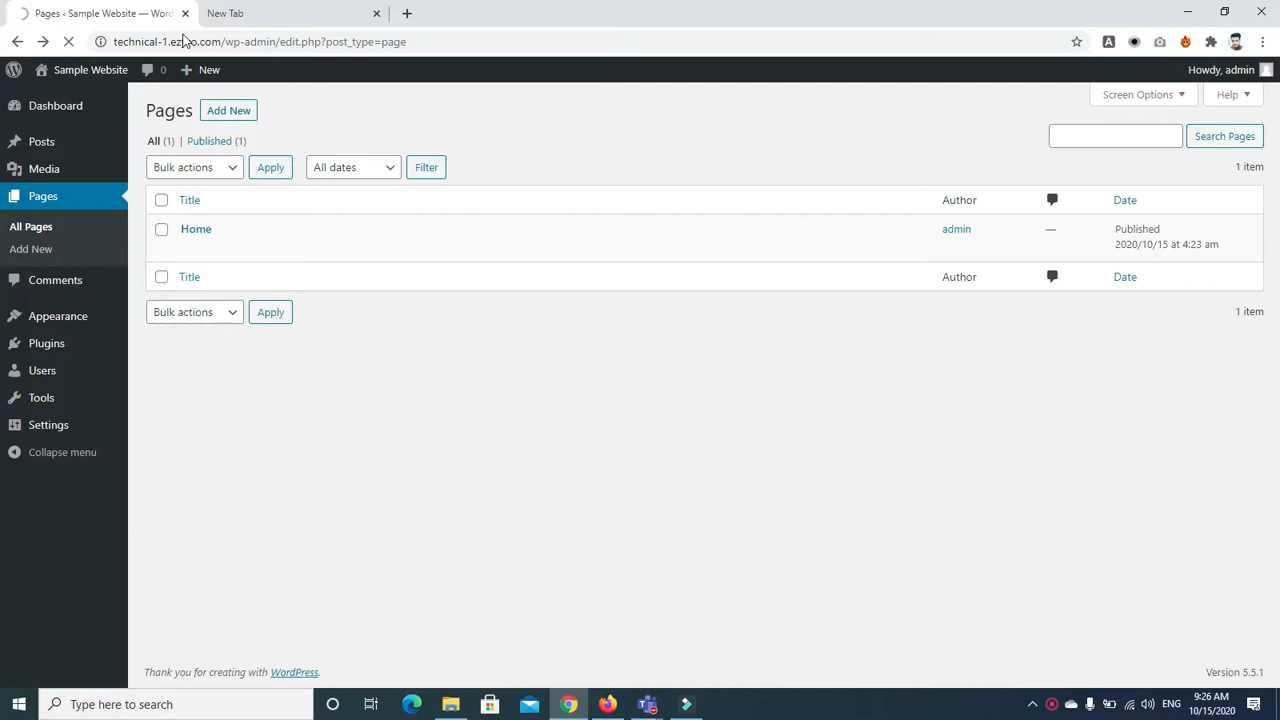 Pages ‹ Sample Website — Word
New Tab
/wp-admin/edit.php?post_type=page
Sample Website
0
New
Howdy, admin
Dashboard
Posts
Media
Pages
All Pages
Add New
Comments
Appearance
Plugins
Users
Tools
Settings
Collapse menu
Screen Options
Help
Pages
Add New
All (1) | Published (1)
Search Pages
Bulk actions
Apply
All dates
Filter
1 item
Title
Author
Date
Home
admin
—
Published
2020/10/15 at 4:23 am
Title
Author
Date
Bulk actions
Apply
1 item
Thank you for creating with WordPress.
Version 5.5.1
Type here to search
ENG
9:26 AM
10/15/2020